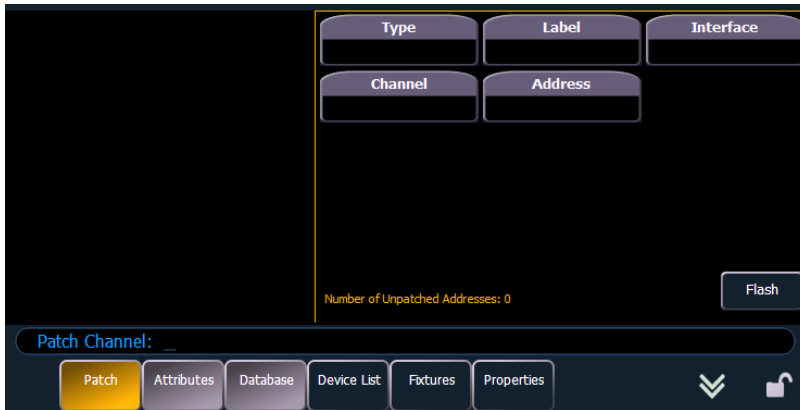 Type Label Interface
Channel Address
Number of Unpatched Addresses: 0
Flash
Patch Channel: _
Patch Attributes Database Device List Fixtures Properties